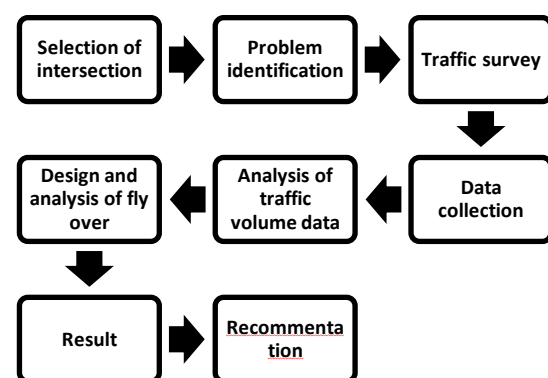 Selection of
intersection
Problem
identification
Traffic survey
Data
collection
Analysis of
traffic
volume data
Design and
analysis of fly
over
Result
Recommenta
tion